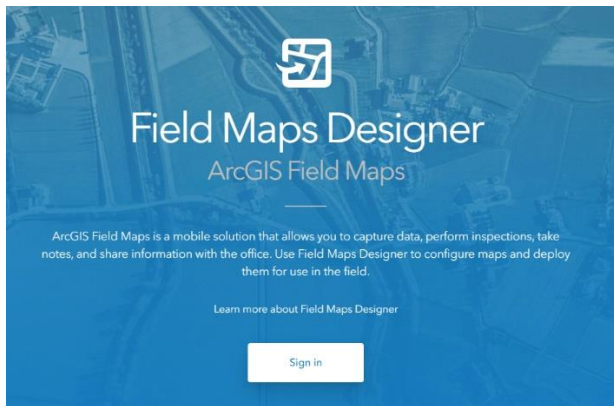 Field Maps Designer
ArcGIS Field Maps
ArcGIS Field Maps is a mobile solution that allows you to capture data, perform inspections, take
notes, and share information with the office. Use Field Maps Designer to configure maps and deploy
them for use in the field.
Learn more about Field Maps Designer
Sign in